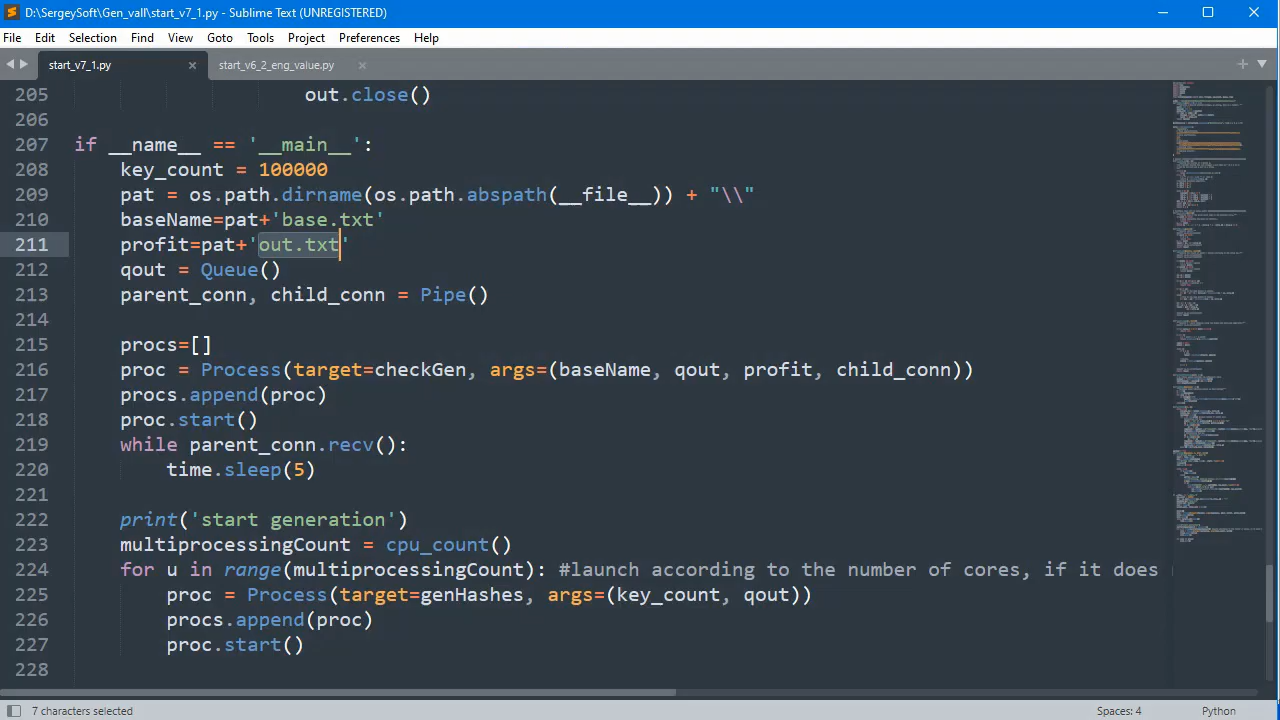 D:\SergeySoft\Gen_vall\start_v7_1.py - Sublime Text (UNREGISTERED)
File Edit Selection Find View Goto Tools Project Preferences Help
start_v7_1.py × start_v6_2_eng_value.py ×
205 out.close()
206
207 if __name__ == '__main__':
208 key_count = 100000
209 pat = os.path.dirname(os.path.abspath(__file__)) + "\\"
210 baseName=pat+'base.txt'
211 profit=pat+'out.txt'
212 qout = Queue()
213 parent_conn, child_conn = Pipe()
214
215 procs=[]
216 proc = Process(target=checkGen, args=(baseName, qout, profit, child_conn))
217 procs.append(proc)
218 proc.start()
219 while parent_conn.recv():
220 time.sleep(5)
221
222 print('start generation')
223 multiprocessingCount = cpu_count()
224 for u in range(multiprocessingCount): #launch according to the number of cores, if it does
225 proc = Process(target=genHashes, args=(key_count, qout))
226 procs.append(proc)
227 proc.start()
228
7 characters selected Spaces: 4 Python